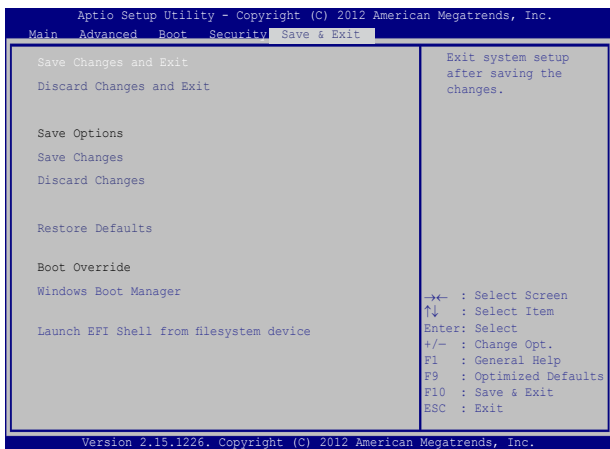 Aptio Setup Utility - Copyright (C) 2012 American Megatrends, Inc.
Main Advanced Boot Security Save & Exit
Save Changes and Exit
Discard Changes and Exit
Save Options
Save Changes
Discard Changes
Restore Defaults
Boot Override
Windows Boot Manager
Launch EFI Shell from filesystem device
Exit system setup
after saving the
changes.
→← : Select Screen
↑↓ : Select Item
Enter: Select
+/— : Change Opt.
F1 : General Help
F9 : Optimized Defaults
F10 : Save & Exit
ESC : Exit
Version 2.15.1226. Copyright (C) 2012 American Megatrends, Inc.